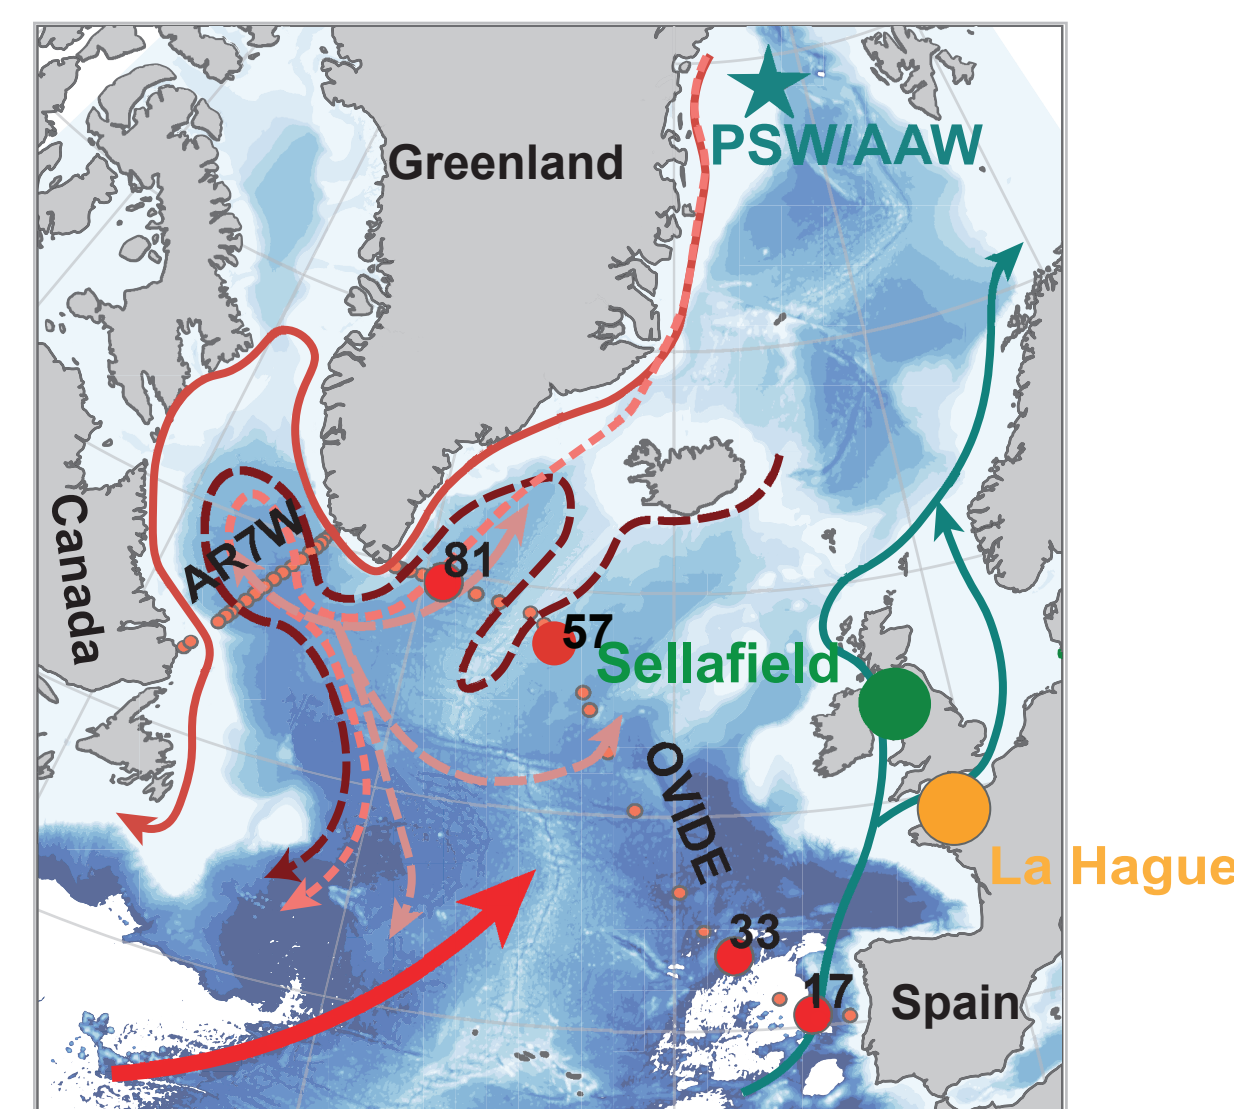 PSW/AAW
Greenland
Canada
AR7W
81
57
Sellafield
OVIDE
La Hague
33
17
Spain